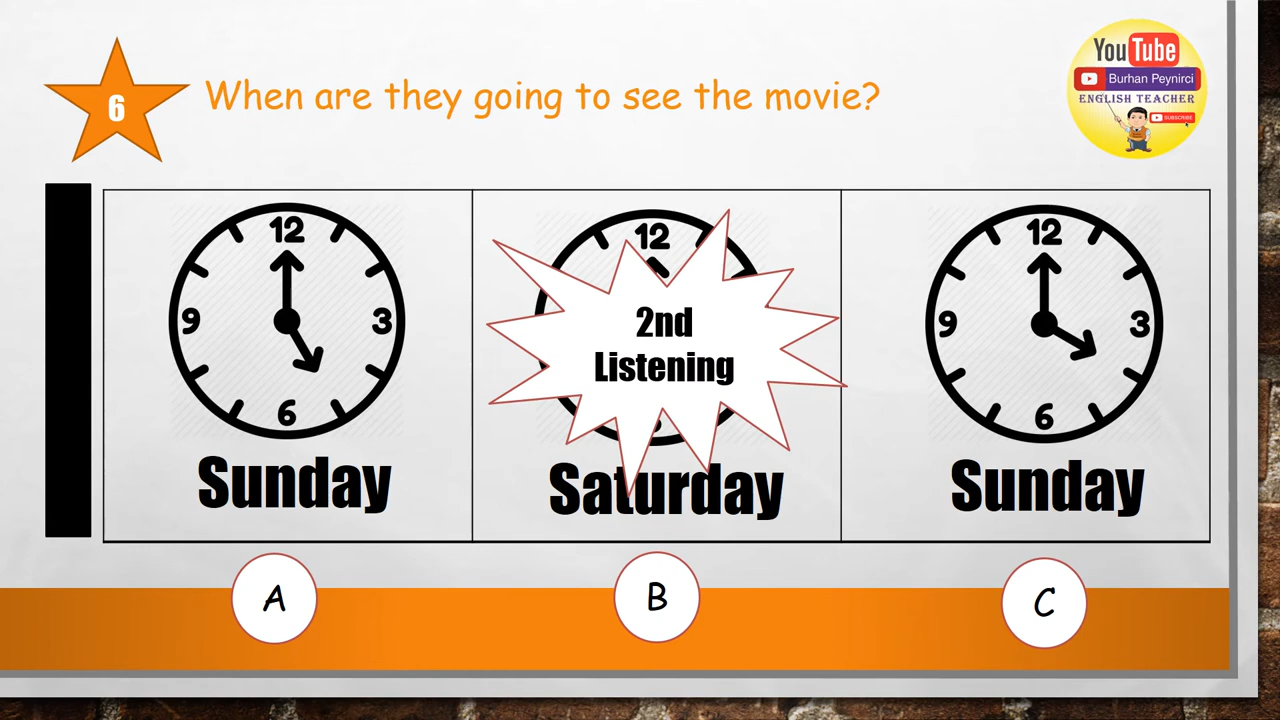 6
When are they going to see the movie?
YouTube
Burhan Peynirci
ENGLISH TEACHER
SUBSCRIBE
12
9
3
6
Sunday
12
2nd
Listening
Saturday
12
9
3
6
Sunday
A
B
C